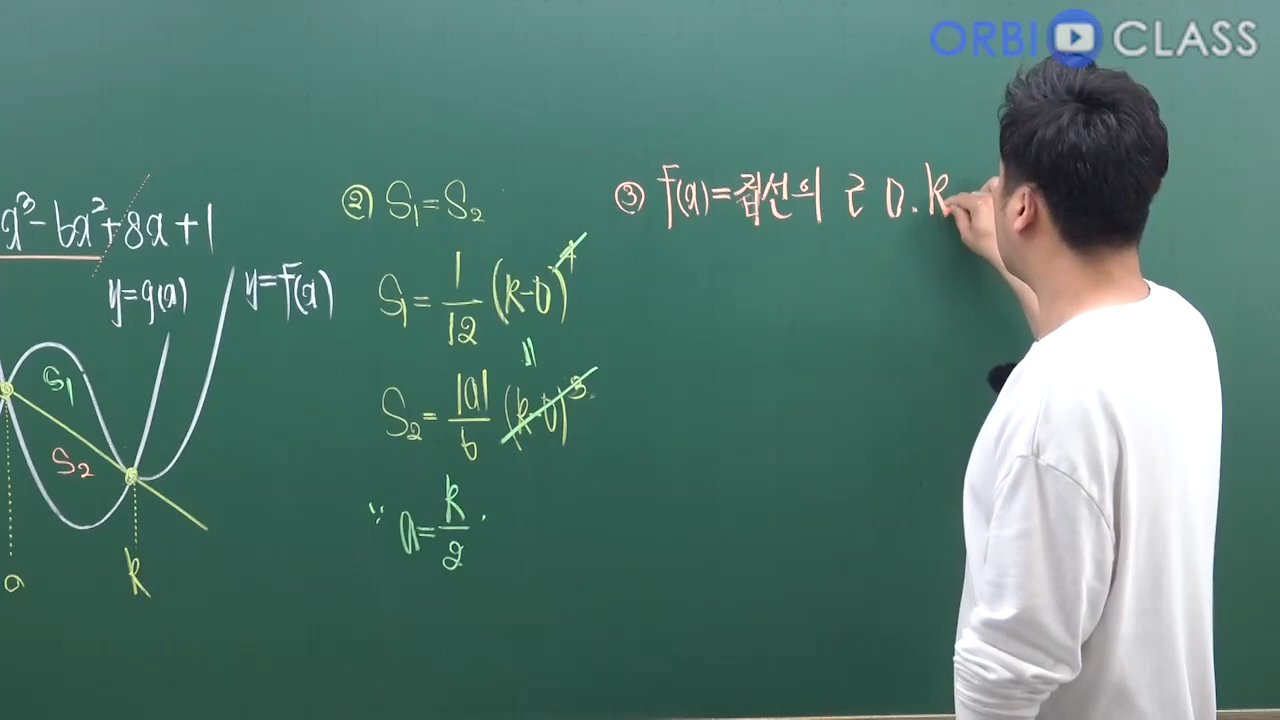 ORBI CLASS
x³-6x²+8x+1
y=g(x)
y=f(x)
S₁
S₂
0
k
② S₁=S₂
S₁=1/12(k-0)⁴
=
S₂=|a|/6(k-0)³
∴ a=k/2.
③ f(x)=접선의 근 0.k